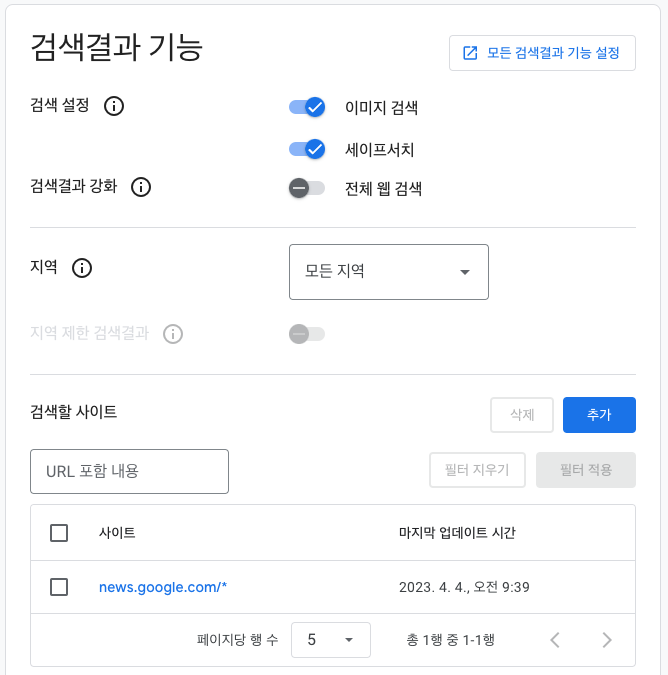 검색결과 기능
모든 검색결과 기능 설정
검색 설정
이미지 검색
세이프서치
검색결과 강화
전체 웹 검색
지역
모든 지역
지역 제한 검색결과
검색할 사이트
삭제
추가
URL 포함 내용
필터 지우기
필터 적용
사이트
마지막 업데이트 시간
news.google.com/*
2023. 4. 4., 오전 9:39
페이지당 행 수
5
총 1행 중 1-1행